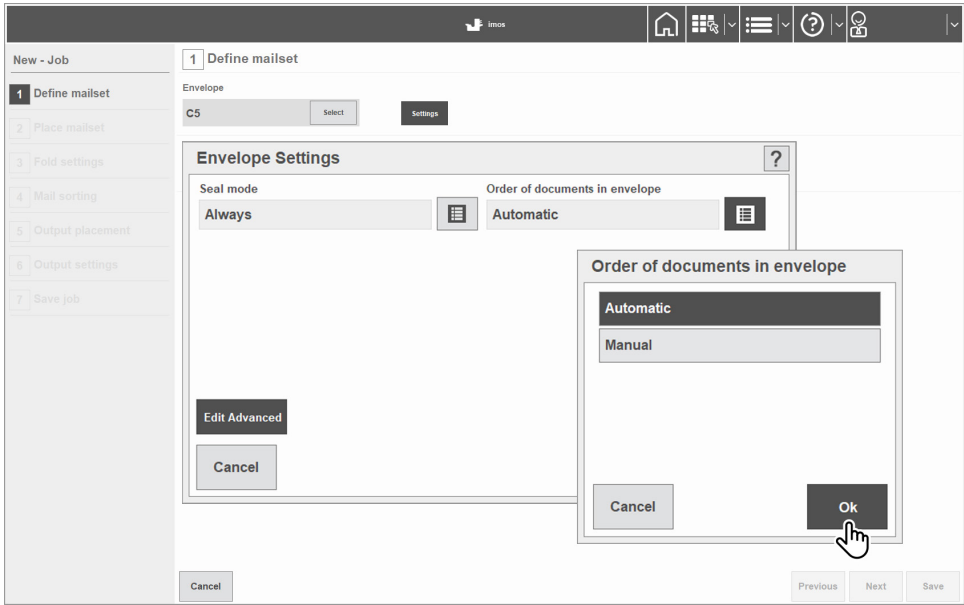 imos
New - Job
1 Define mailset
2 Place mailset
3 Fold settings
4 Mail sorting
5 Output placement
6 Output settings
7 Save job
1 Define mailset
Envelope
C5 Select Settings
Envelope Settings ?
Seal mode Order of documents in envelope
Always Automatic
Edit Advanced
Cancel
Order of documents in envelope
Automatic
Manual
Cancel Ok
Cancel Previous Next Save